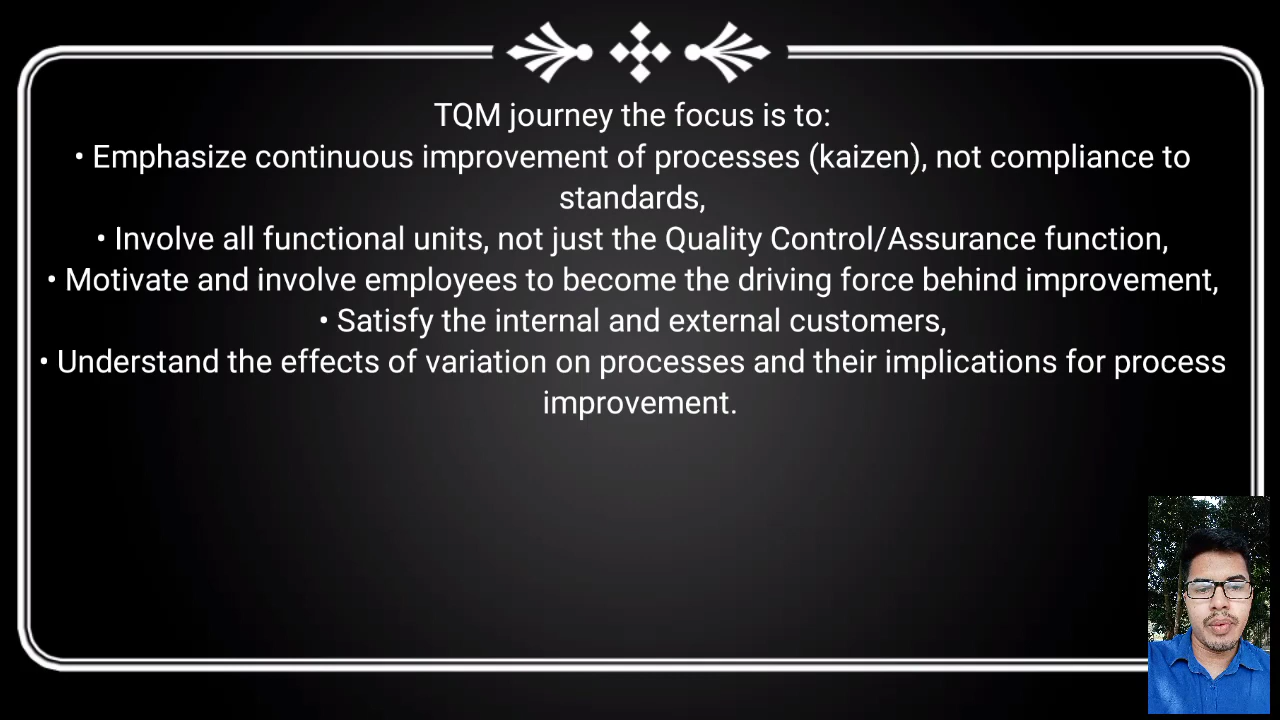 TQM journey the focus is to:
• Emphasize continuous improvement of processes (kaizen), not compliance to
standards,
• Involve all functional units, not just the Quality Control/Assurance function,
• Motivate and involve employees to become the driving force behind improvement,
• Satisfy the internal and external customers,
• Understand the effects of variation on processes and their implications for process
improvement.